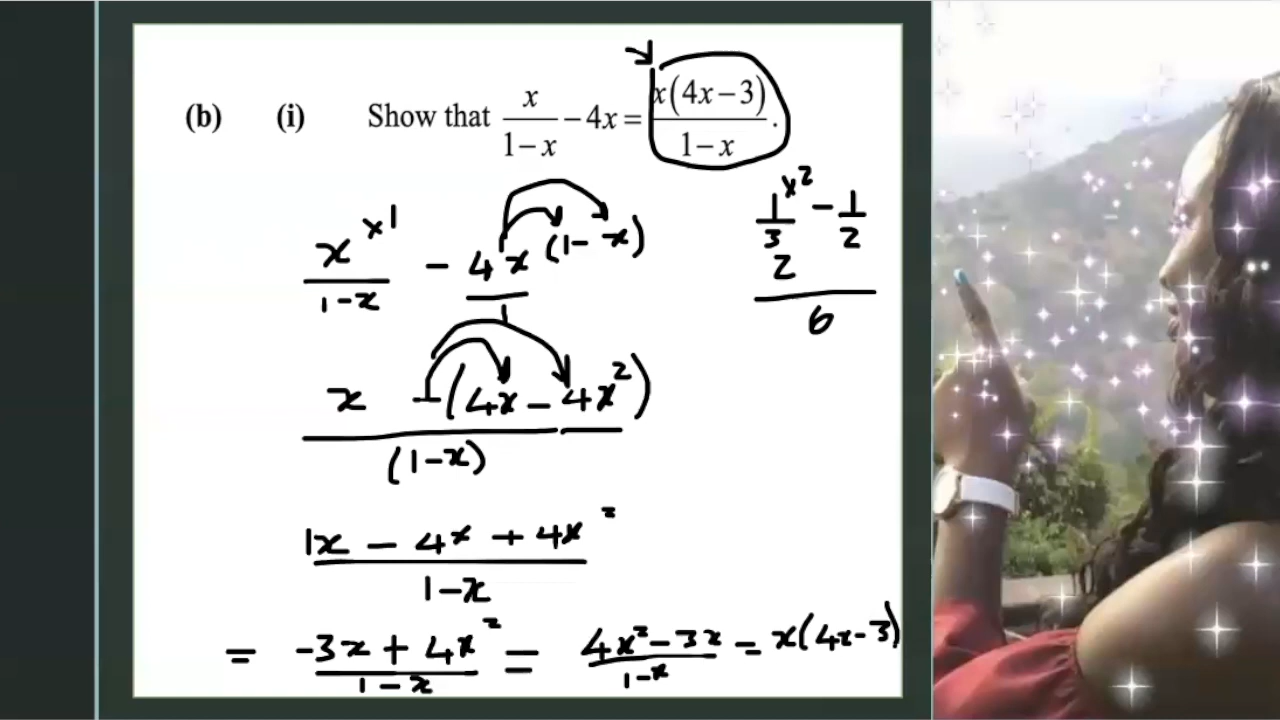 (b) (i) Show that x/(1−x) − 4x = x(4x−3)/(1−x).
x^×1/(1−x) − 4x(1−x)/1
1^×2/3 − 1/2
2
6
x −(4x − 4x²)/(1−x)
1x − 4x + 4x²/(1−x)
= −3x + 4x²/(1−x) = 4x²−3x/(1−x) = x(4x−3)